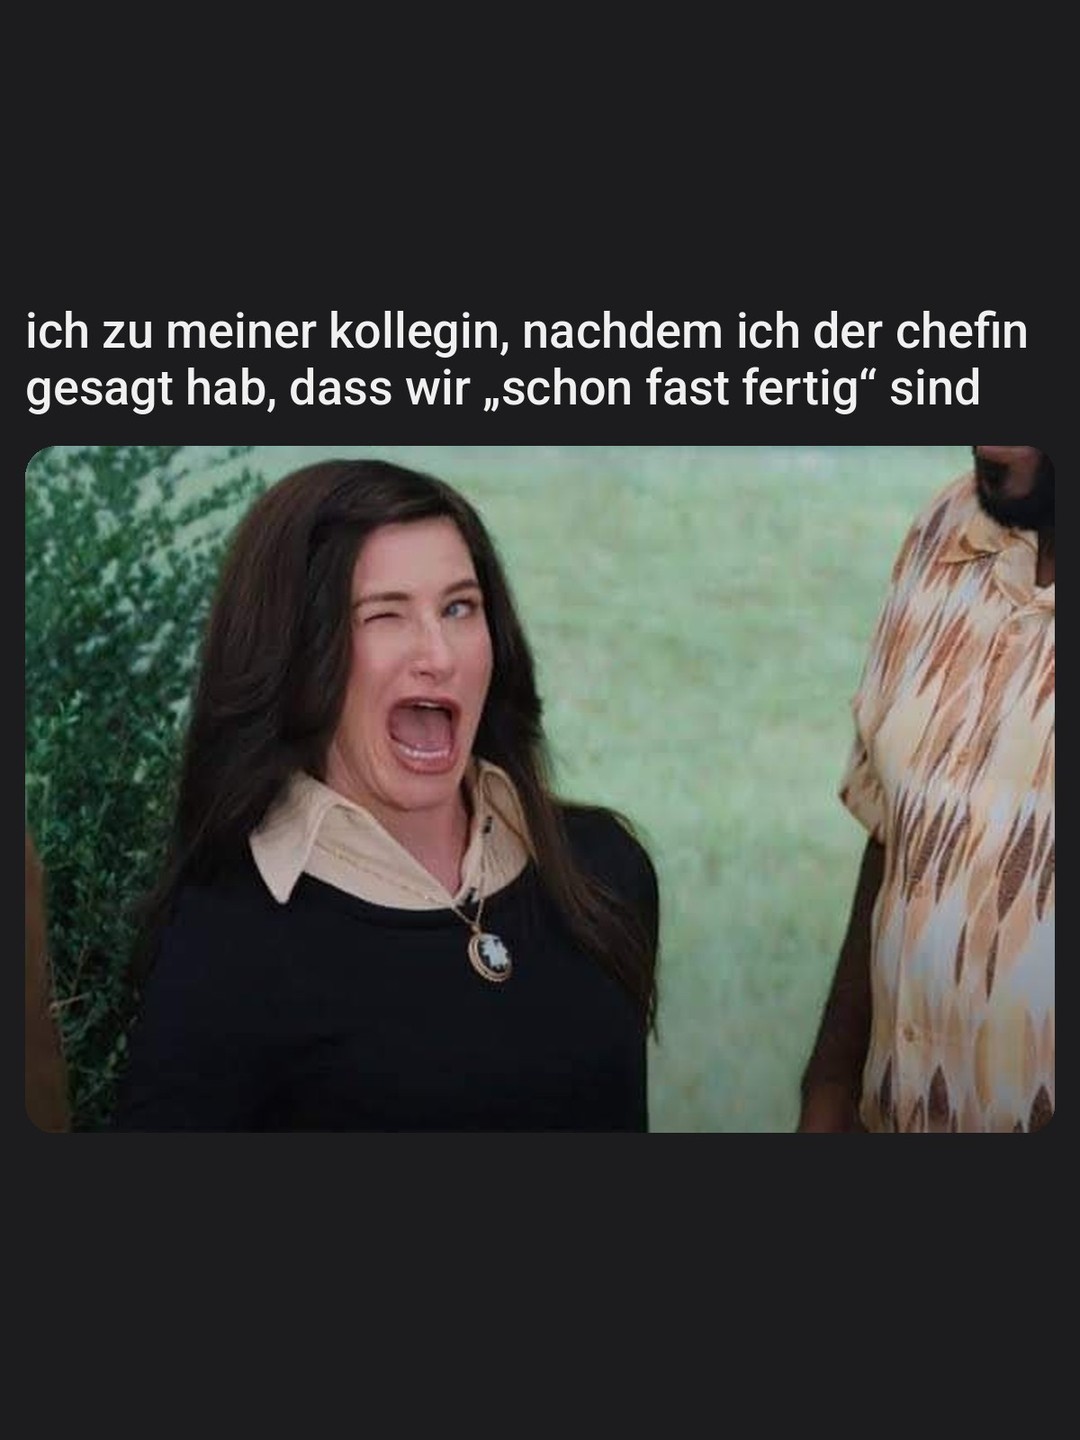 ich zu meiner kollegin, nachdem ich der chefin
gesagt hab, dass wir „schon fast fertig“ sind